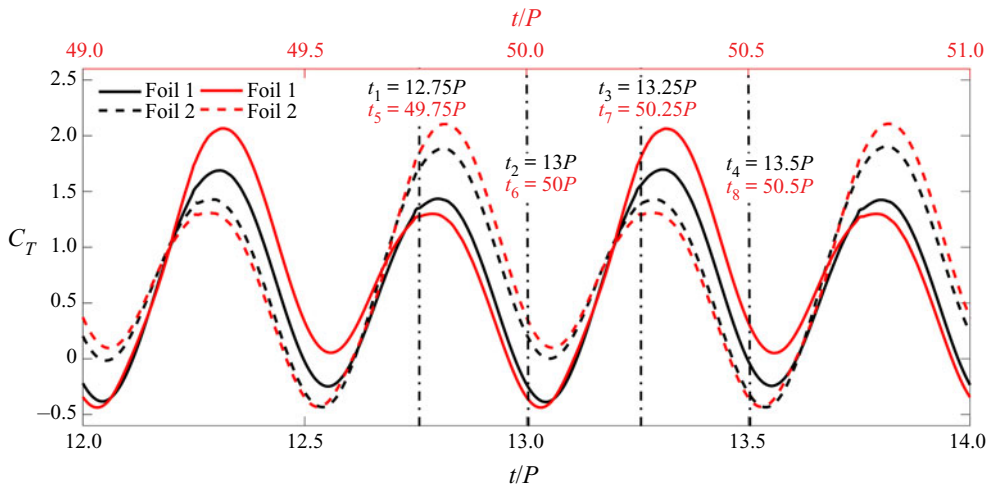 t/P
49.0 49.5 50.0 50.5 51.0
2.5
Foil 1 Foil 1
Foil 2 Foil 2
t₁ = 12.75P
t₅ = 49.75P
t₃ = 13.25P
t₇ = 50.25P
2.0
t₂ = 13P
t₆ = 50P
t₄ = 13.5P
t₈ = 50.5P
1.5
C_T
1.0
0.5
0
−0.5
12.0 12.5 13.0 13.5 14.0
t/P